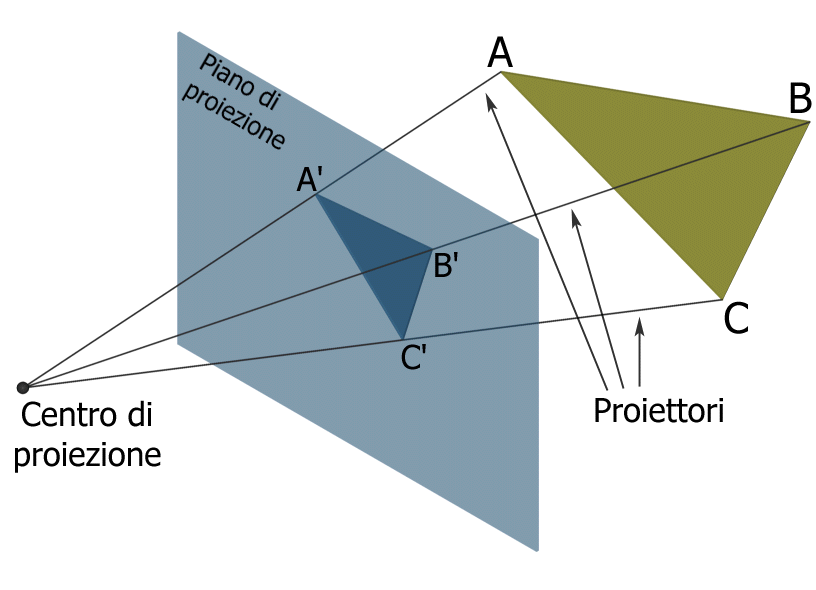 Piano di
proiezione
A
B
A'
B'
C'
C
Centro di
proiezione
Proiettori